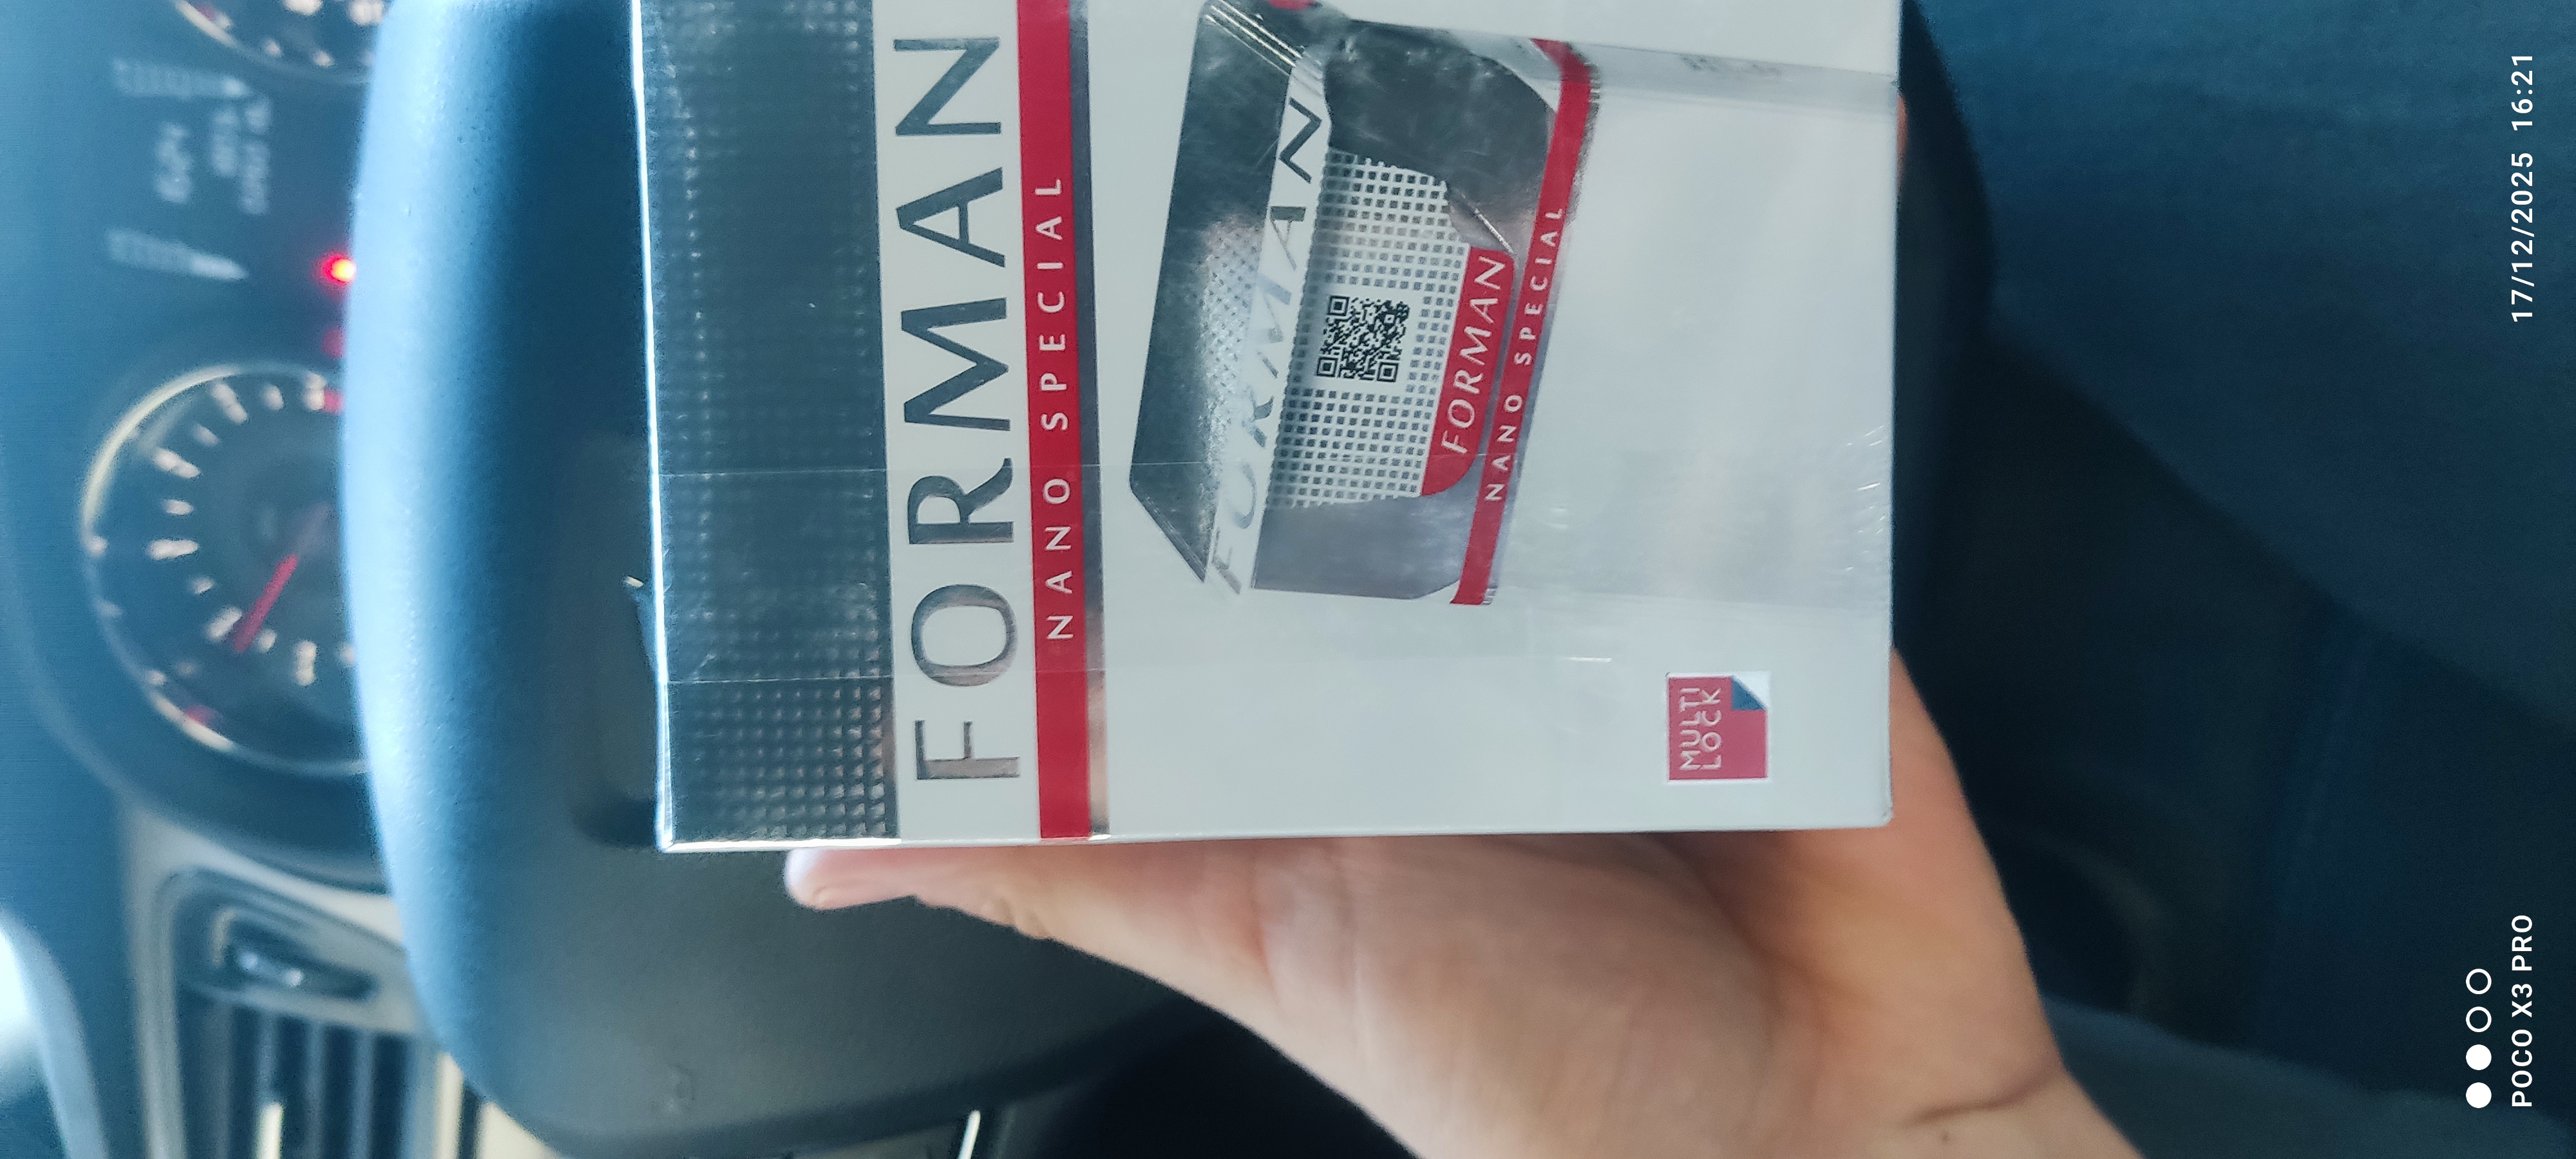 FORMAN
NANO SPECIAL
FORMAN
FORMAN
NANO SPECIAL
MULTI
LOCK
POCO X3 PRO
17/12/2025 16:21